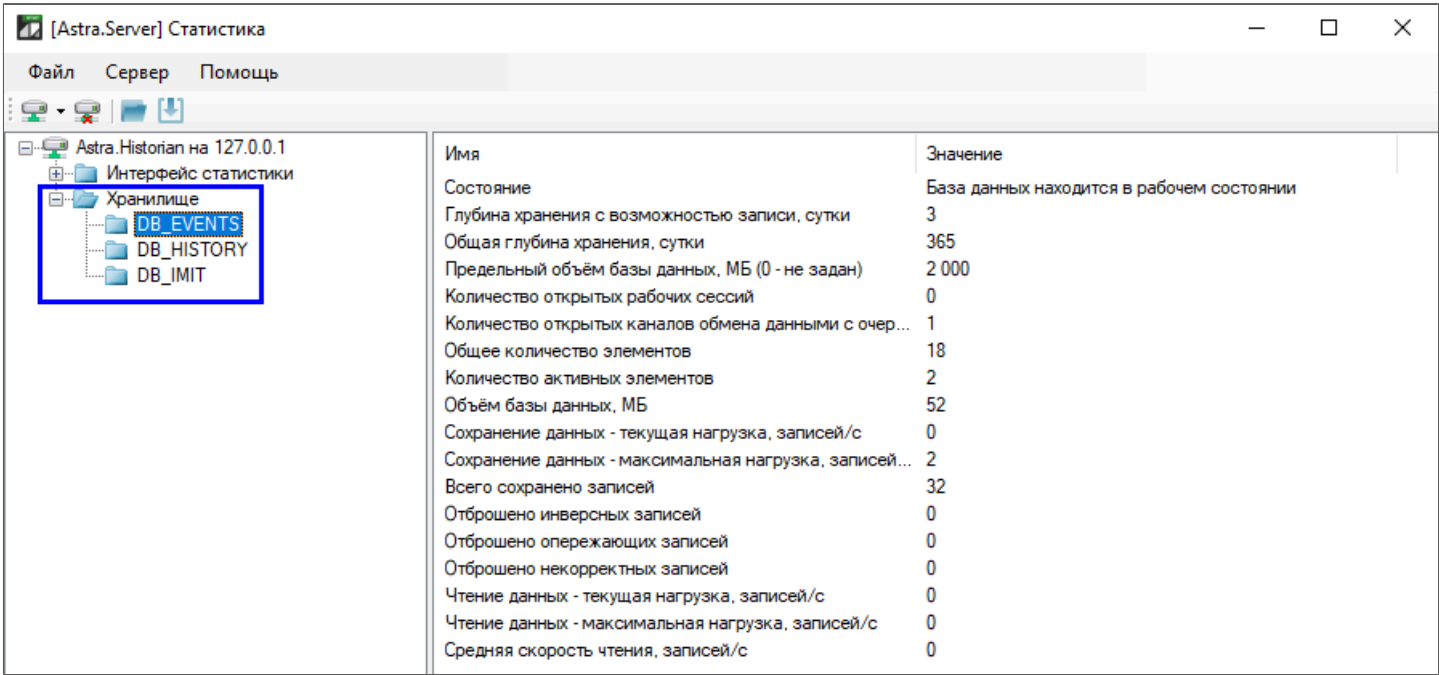 [Astra.Server] Статистика
Файл Сервер Помощь
Astra.Historian на 127.0.0.1
Интерфейс статистики
Хранилище
DB_EVENTS
DB_HISTORY
DB_IMIT
Имя Значение
Состояние База данных находится в рабочем состоянии
Глубина хранения с возможностью записи, сутки 3
Общая глубина хранения, сутки 365
Предельный объём базы данных, МБ (0 - не задан) 2 000
Количество открытых рабочих сессий 0
Количество открытых каналов обмена данными с очер... 1
Общее количество элементов 18
Количество активных элементов 2
Объём базы данных, МБ 52
Сохранение данных - текущая нагрузка, записей/с 0
Сохранение данных - максимальная нагрузка, записей... 2
Всего сохранено записей 32
Отброшено инверсных записей 0
Отброшено опережающих записей 0
Отброшено некорректных записей 0
Чтение данных - текущая нагрузка, записей/с 0
Чтение данных - максимальная нагрузка, записей/с 0
Средняя скорость чтения, записей/с 0